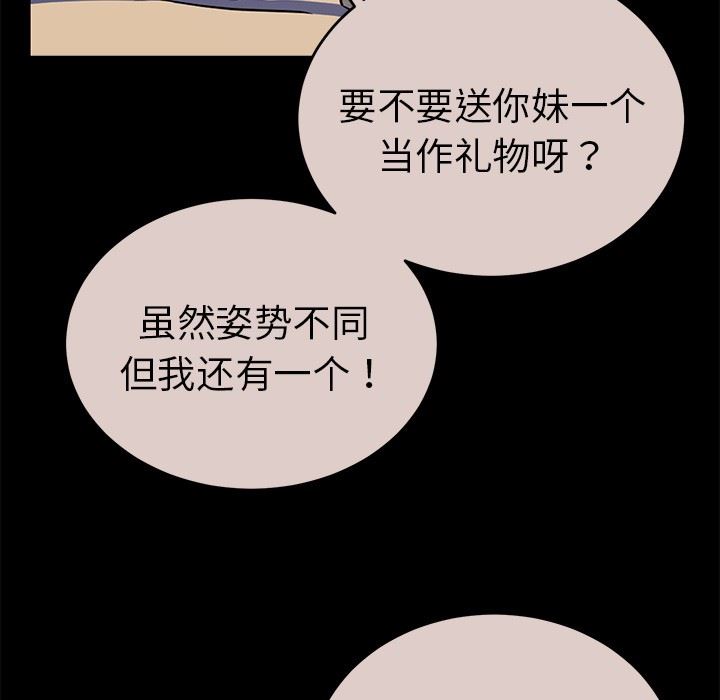 要不要送你妹一个
当作礼物呀？
虽然姿势不同
但我还有一个！